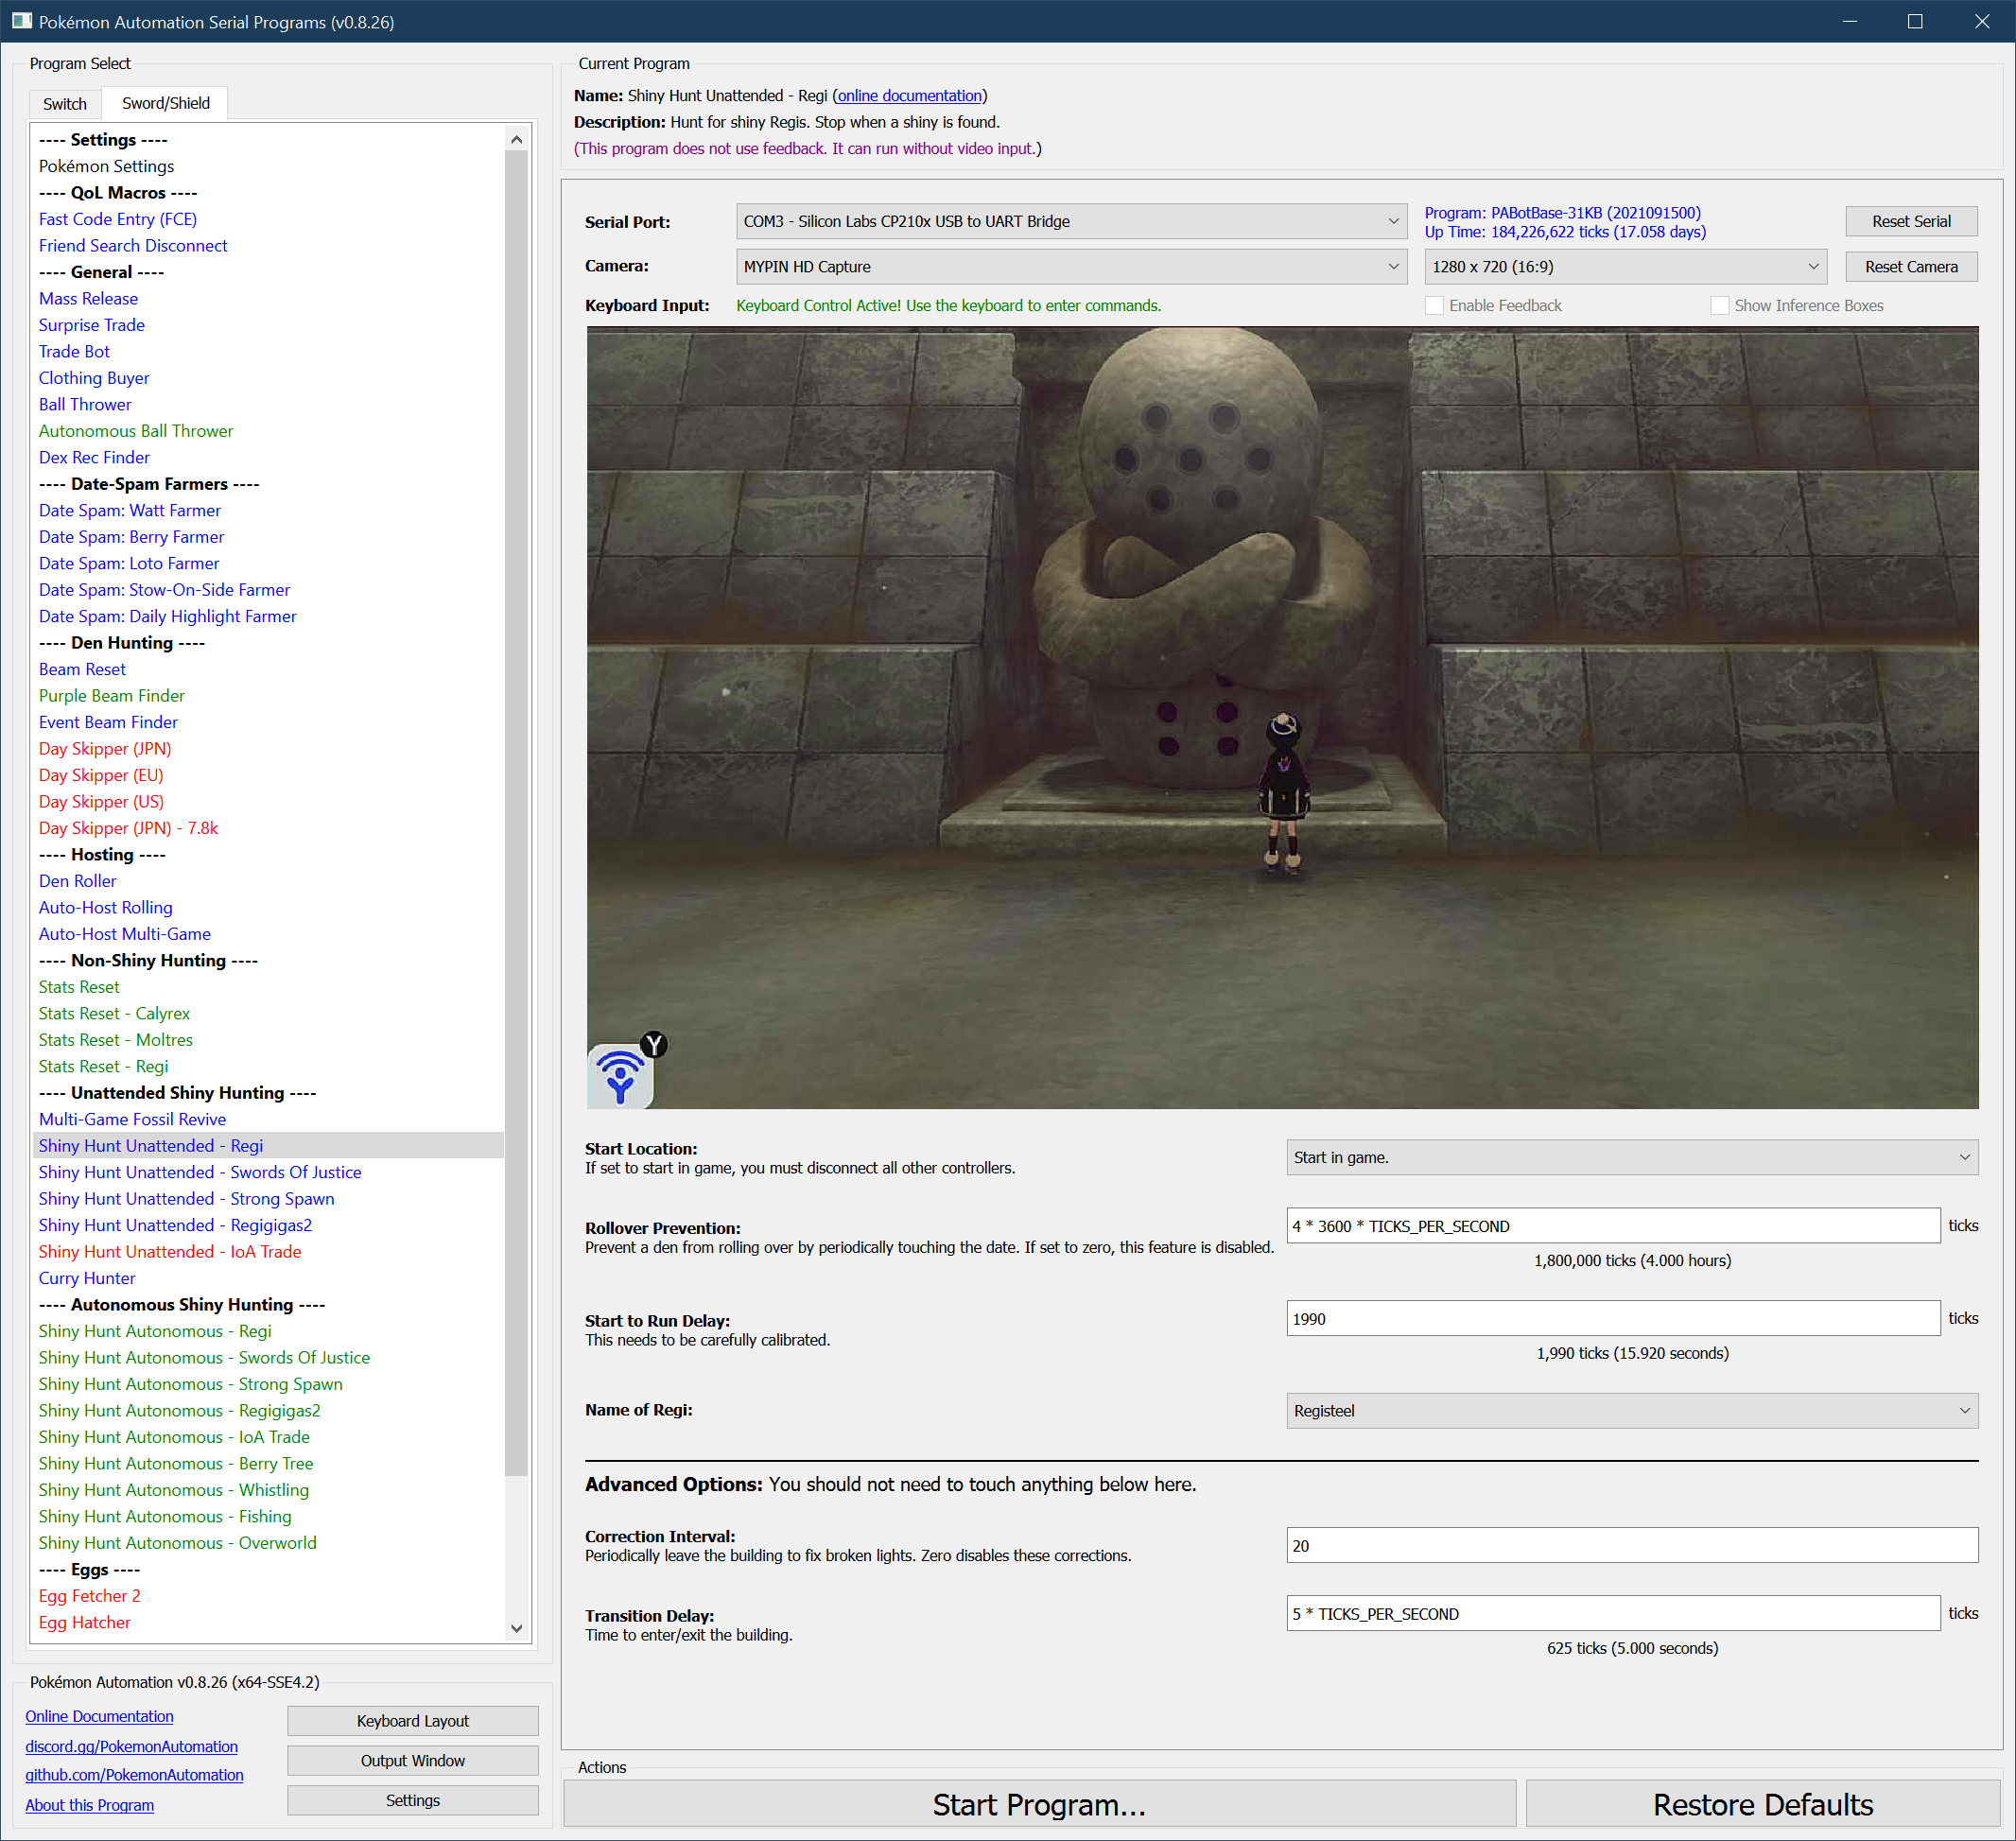 Pokémon Automation Serial Programs (v0.8.26)
Program Select
Switch
Sword/Shield
---- Settings ----
Pokémon Settings
---- QoL Macros ----
Fast Code Entry (FCE)
Friend Search Disconnect
---- General ----
Mass Release
Surprise Trade
Trade Bot
Clothing Buyer
Ball Thrower
Autonomous Ball Thrower
Dex Rec Finder
---- Date-Spam Farmers ----
Date Spam: Watt Farmer
Date Spam: Berry Farmer
Date Spam: Loto Farmer
Date Spam: Stow-On-Side Farmer
Date Spam: Daily Highlight Farmer
---- Den Hunting ----
Beam Reset
Purple Beam Finder
Event Beam Finder
Day Skipper (JPN)
Day Skipper (EU)
Day Skipper (US)
Day Skipper (JPN) - 7.8k
---- Hosting ----
Den Roller
Auto-Host Rolling
Auto-Host Multi-Game
---- Non-Shiny Hunting ----
Stats Reset
Stats Reset - Calyrex
Stats Reset - Moltres
Stats Reset - Regi
---- Unattended Shiny Hunting ----
Multi-Game Fossil Revive
Shiny Hunt Unattended - Regi
Shiny Hunt Unattended - Swords Of Justice
Shiny Hunt Unattended - Strong Spawn
Shiny Hunt Unattended - Regigigas2
Shiny Hunt Unattended - IoA Trade
Curry Hunter
---- Autonomous Shiny Hunting ----
Shiny Hunt Autonomous - Regi
Shiny Hunt Autonomous - Swords Of Justice
Shiny Hunt Autonomous - Strong Spawn
Shiny Hunt Autonomous - Regigigas2
Shiny Hunt Autonomous - IoA Trade
Shiny Hunt Autonomous - Berry Tree
Shiny Hunt Autonomous - Whistling
Shiny Hunt Autonomous - Fishing
Shiny Hunt Autonomous - Overworld
---- Eggs ----
Egg Fetcher 2
Egg Hatcher
Pokémon Automation v0.8.26 (x64-SSE4.2)
Online Documentation
discord.gg/PokemonAutomation
github.com/PokemonAutomation
About this Program
Keyboard Layout
Output Window
Settings
Current Program
Name: Shiny Hunt Unattended - Regi (online documentation)
Description: Hunt for shiny Regis. Stop when a shiny is found.
(This program does not use feedback. It can run without video input.)
Serial Port:
COM3 - Silicon Labs CP210x USB to UART Bridge
Program: PABotBase-31KB (2021091500)
Up Time: 184,226,622 ticks (17.058 days)
Reset Serial
Camera:
MYPIN HD Capture
1280 x 720 (16:9)
Reset Camera
Keyboard Input:
Keyboard Control Active! Use the keyboard to enter commands.
Enable Feedback
Show Inference Boxes
Y
Start Location:
If set to start in game, you must disconnect all other controllers.
Start in game.
Rollover Prevention:
Prevent a den from rolling over by periodically touching the date. If set to zero, this feature is disabled.
4 * 3600 * TICKS_PER_SECOND
ticks
1,800,000 ticks (4.000 hours)
Start to Run Delay:
This needs to be carefully calibrated.
1990
ticks
1,990 ticks (15.920 seconds)
Name of Regi:
Registeel
Advanced Options: You should not need to touch anything below here.
Correction Interval:
Periodically leave the building to fix broken lights. Zero disables these corrections.
20
Transition Delay:
Time to enter/exit the building.
5 * TICKS_PER_SECOND
ticks
625 ticks (5.000 seconds)
Actions
Start Program...
Restore Defaults